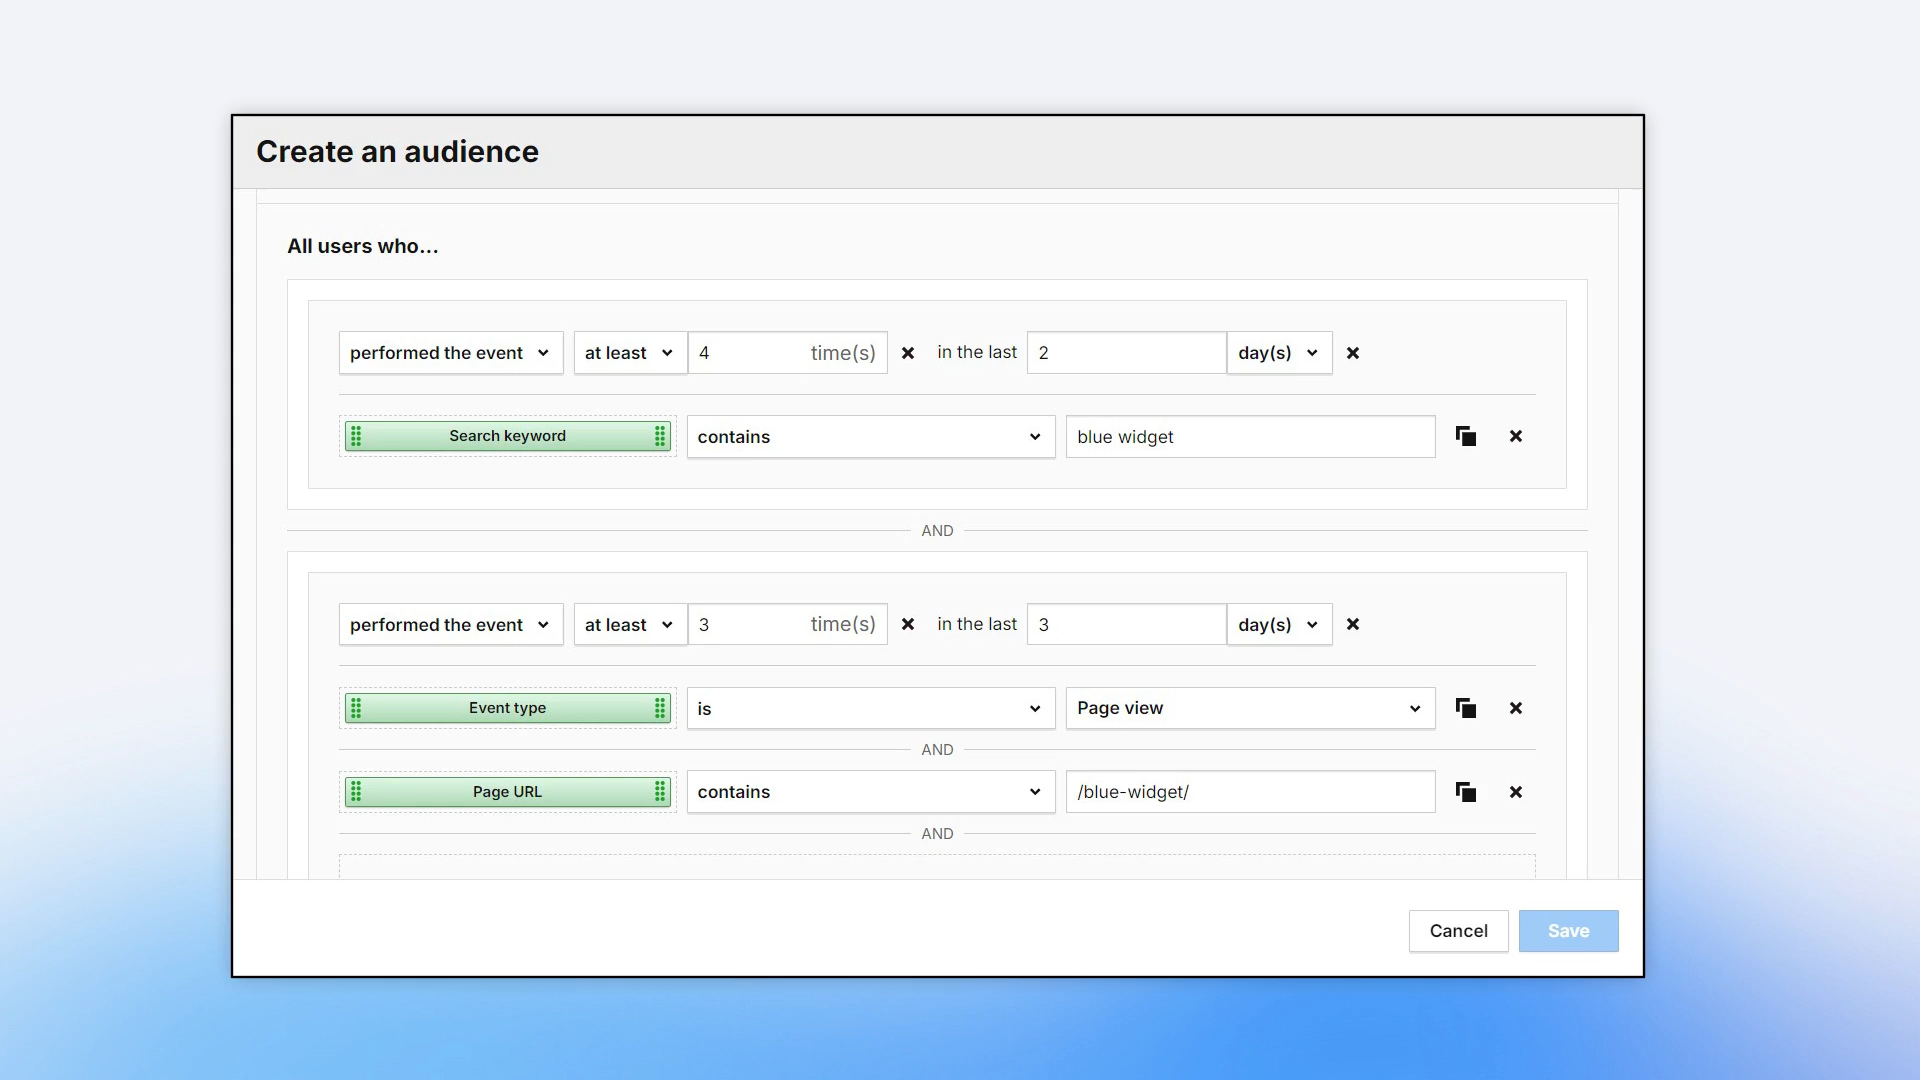 Create an audience
All users who...
performed the event at least 4 time(s) in the last 2 day(s)
Search keyword contains blue widget
AND
performed the event at least 3 time(s) in the last 3 day(s)
Event type is Page view
AND
Page URL contains /blue-widget/
AND
Cancel Save